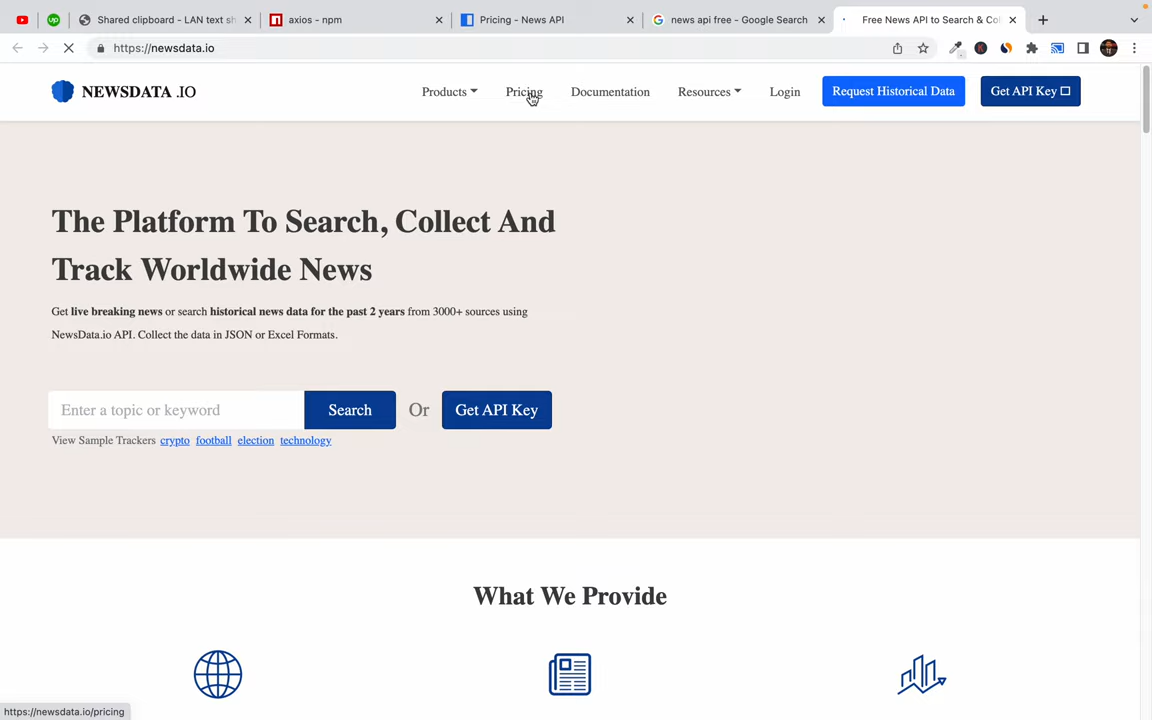 Shared clipboard - LAN text sh
axios - npm
Pricing - News API
news api free - Google Search
Free News API to Search & Col
https://newsdata.io
NEWSDATA .IO
Products
Pricing
Documentation
Resources
Login
Request Historical Data
Get API Key
The Platform To Search, Collect And
Track Worldwide News
Get live breaking news or search historical news data for the past 2 years from 3000+ sources using
NewsData.io API. Collect the data in JSON or Excel Formats.
Enter a topic or keyword
Search
Or
Get API Key
View Sample Trackers crypto football election technology
What We Provide
https://newsdata.io/pricing